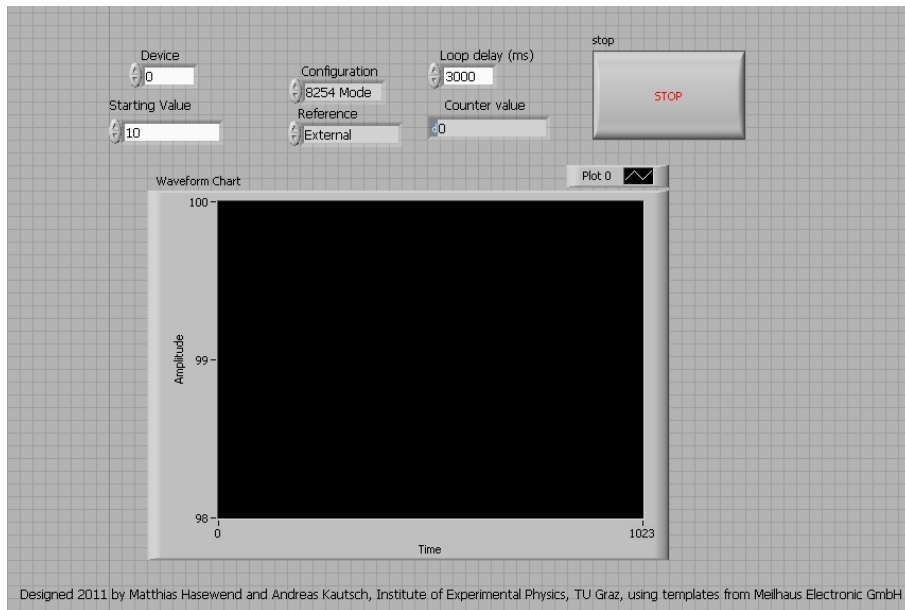 stop
Device
0
Configuration
8254 Mode
Loop delay (ms)
3000
STOP
Starting Value
10
Reference
External
Counter value
d0
Waveform Chart
Plot 0
100
99
98
Amplitude
0
1023
Time
Designed 2011 by Matthias Hasewend and Andreas Kautsch, Institute of Experimental Physics, TU Graz, using templates from Meilhaus Electronic GmbH